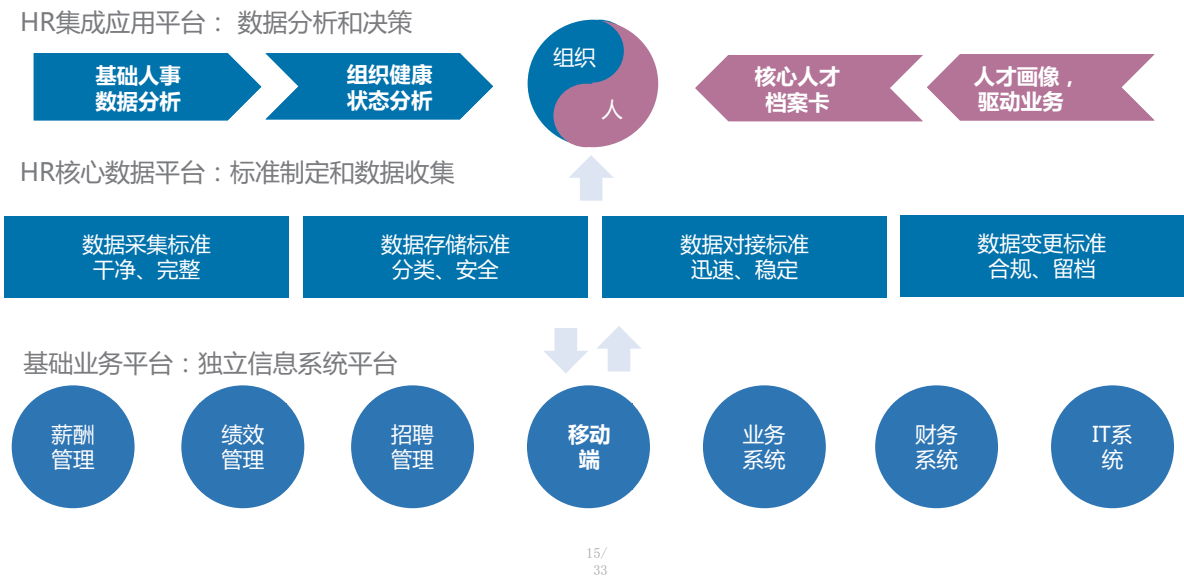 HR集成应用平台： 数据分析和决策
基础人事
数据分析
组织健康
状态分析
组织
人
核心人才
档案卡
人才画像，
驱动业务
HR核心数据平台：标准制定和数据收集
数据采集标准
干净、完整
数据存储标准
分类、安全
数据对接标准
迅速、稳定
数据变更标准
合规、留档
基础业务平台：独立信息系统平台
薪酬
管理
绩效
管理
招聘
管理
移动
端
业务
系统
财务
系统
IT系
统
15/
33